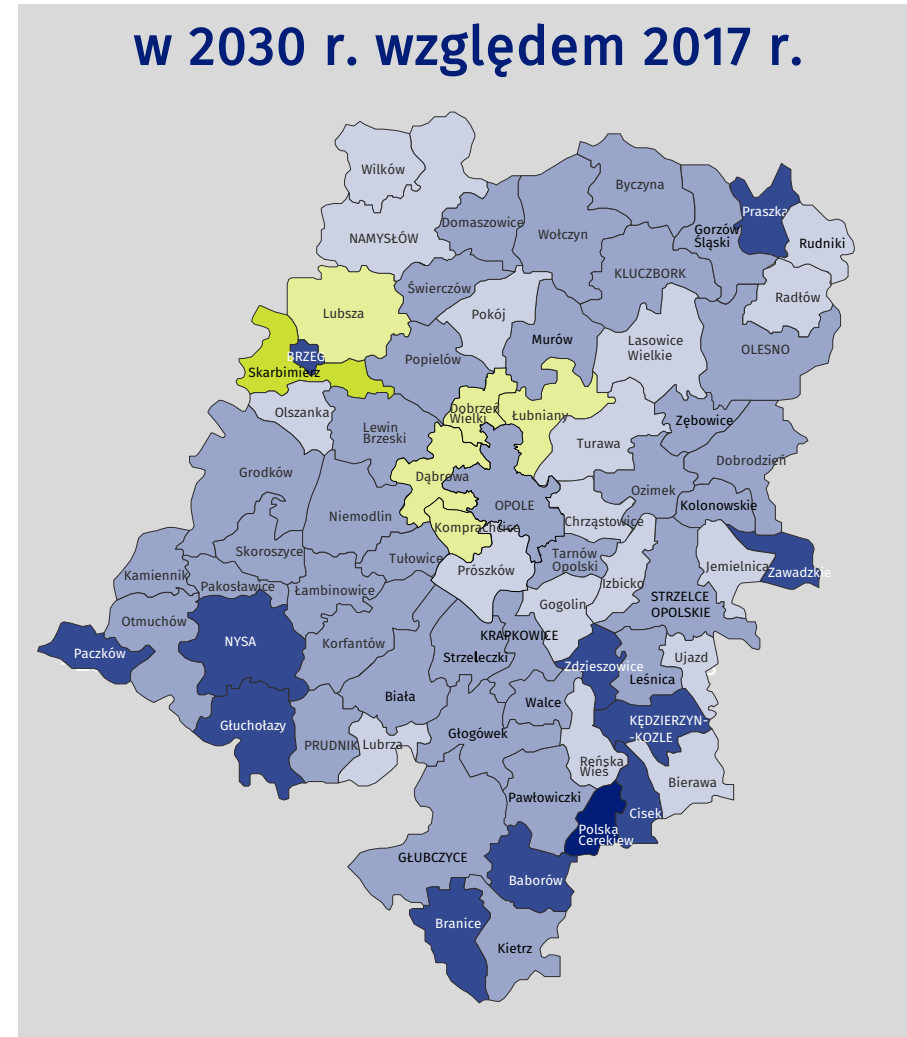 w 2030 r. względem 2017 r.
Wilków
Byczyna
Praszka
Domaszowice
Wołczyn
Gorzów
Śląski
NAMYSŁÓW
Rudniki
KLUCZBORK
Świerczów
Radłów
Lubsza
Pokój
Murów
Lasowice
Wielkie
OLESNO
BRZEG
Popielów
Skarbimierz
Olszanka
Dobrzeń
Wielki
Łubniany
Zębowice
Lewin
Brzeski
Turawa
Dobrodzień
Grodków
Dąbrowa
Ozimek
OPOLE
Kolonowskie
Niemodlin
Komprachcice
Chrząstowice
Skoroszyce
Tułowice
Tarnów
Opolski
Jemielnica
Zawadzkie
Kamiennik
Prószków
Pakosławice
Łambinowice
Izbicko
STRZELCE
OPOLSKIE
Gogolin
Otmuchów
NYSA
Korfantów
KRAPKOWICE
Paczków
Strzeleczki
Zdzieszowice
Ujazd
Leśnica
Biała
Walce
Głuchołazy
KĘDZIERZYN-
-KOZLE
PRUDNIK
Lubrza
Głogówek
Reńska
Wieś
Bierawa
Pawłowiczki
Cisek
Polska
Cerekiew
GŁUBCZYCE
Baborów
Branice
Kietrz